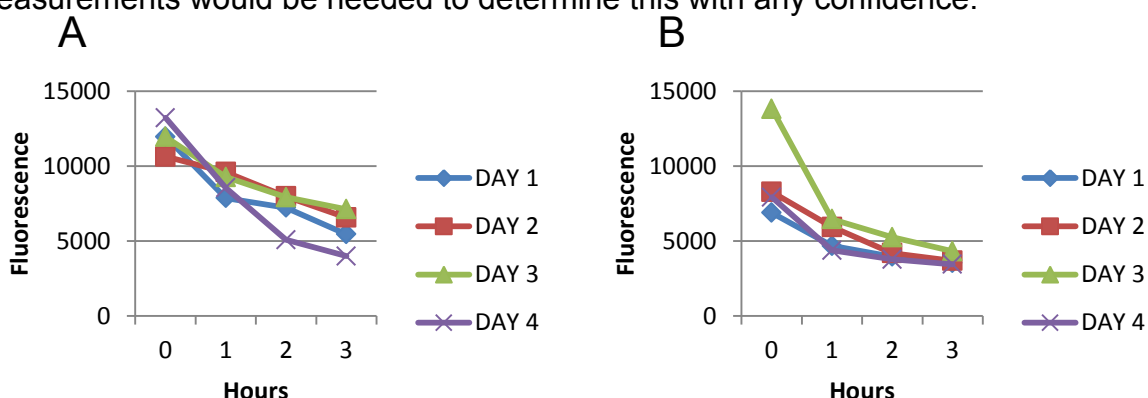 measurements would be needed to determine this with any confidence.
A
15000
10000
5000
0
Fluorescence
0 1 2 3
Hours
DAY 1
DAY 2
DAY 3
DAY 4
B
15000
10000
5000
0
Fluorescence
0 1 2 3
Hours
DAY 1
DAY 2
DAY 3
DAY 4